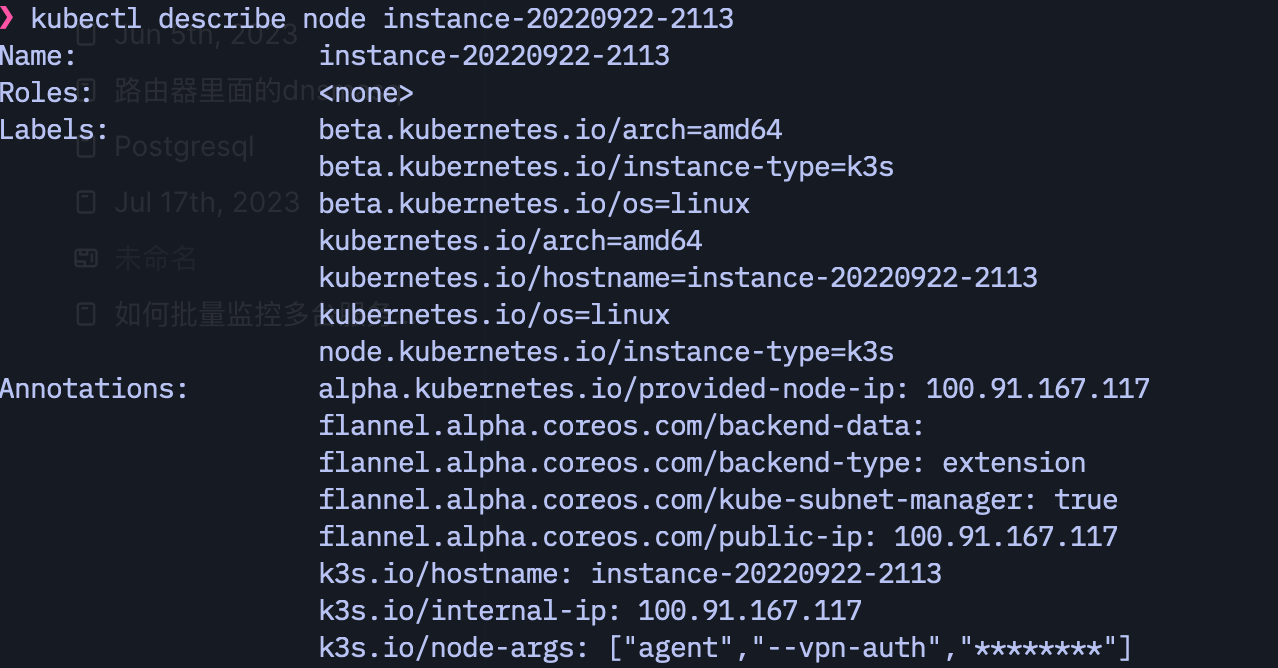 ❯ kubectl describe node instance-20220922-2113
Jun 5th, 2023
Name: instance-20220922-2113
路由器里面的dns
Roles: <none>
Labels: beta.kubernetes.io/arch=amd64
Postgresql
beta.kubernetes.io/instance-type=k3s
Jul 17th, 2023
beta.kubernetes.io/os=linux
kubernetes.io/arch=amd64
未命名
kubernetes.io/hostname=instance-20220922-2113
如何批量监控多台服务
kubernetes.io/os=linux
node.kubernetes.io/instance-type=k3s
Annotations: alpha.kubernetes.io/provided-node-ip: 100.91.167.117
flannel.alpha.coreos.com/backend-data:
flannel.alpha.coreos.com/backend-type: extension
flannel.alpha.coreos.com/kube-subnet-manager: true
flannel.alpha.coreos.com/public-ip: 100.91.167.117
k3s.io/hostname: instance-20220922-2113
k3s.io/internal-ip: 100.91.167.117
k3s.io/node-args: ["agent","--vpn-auth","********"]